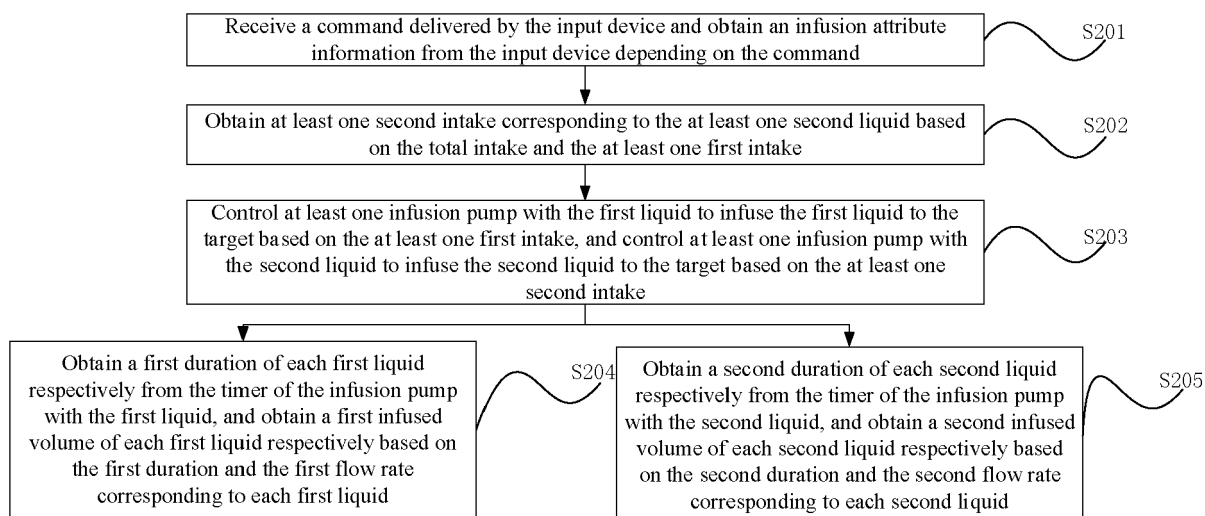 Receive a command delivered by the input device and obtain an infusion attribute
information from the input device depending on the command
S201
Obtain at least one second intake corresponding to the at least one second liquid based
on the total intake and the at least one first intake
S202
Control at least one infusion pump with the first liquid to infuse the first liquid to the
target based on the at least one first intake, and control at least one infusion pump with
the second liquid to infuse the second liquid to the target based on the at least one
second intake
S203
Obtain a first duration of each first liquid
respectively from the timer of the infusion pump
with the first liquid, and obtain a first infused
volume of each first liquid respectively based on
the first duration and the first flow rate
corresponding to each first liquid
S204
Obtain a second duration of each second liquid
respectively from the timer of the infusion pump
with the second liquid, and obtain a second infused
volume of each second liquid respectively based
on the second duration and the second flow rate
corresponding to each second liquid
S205